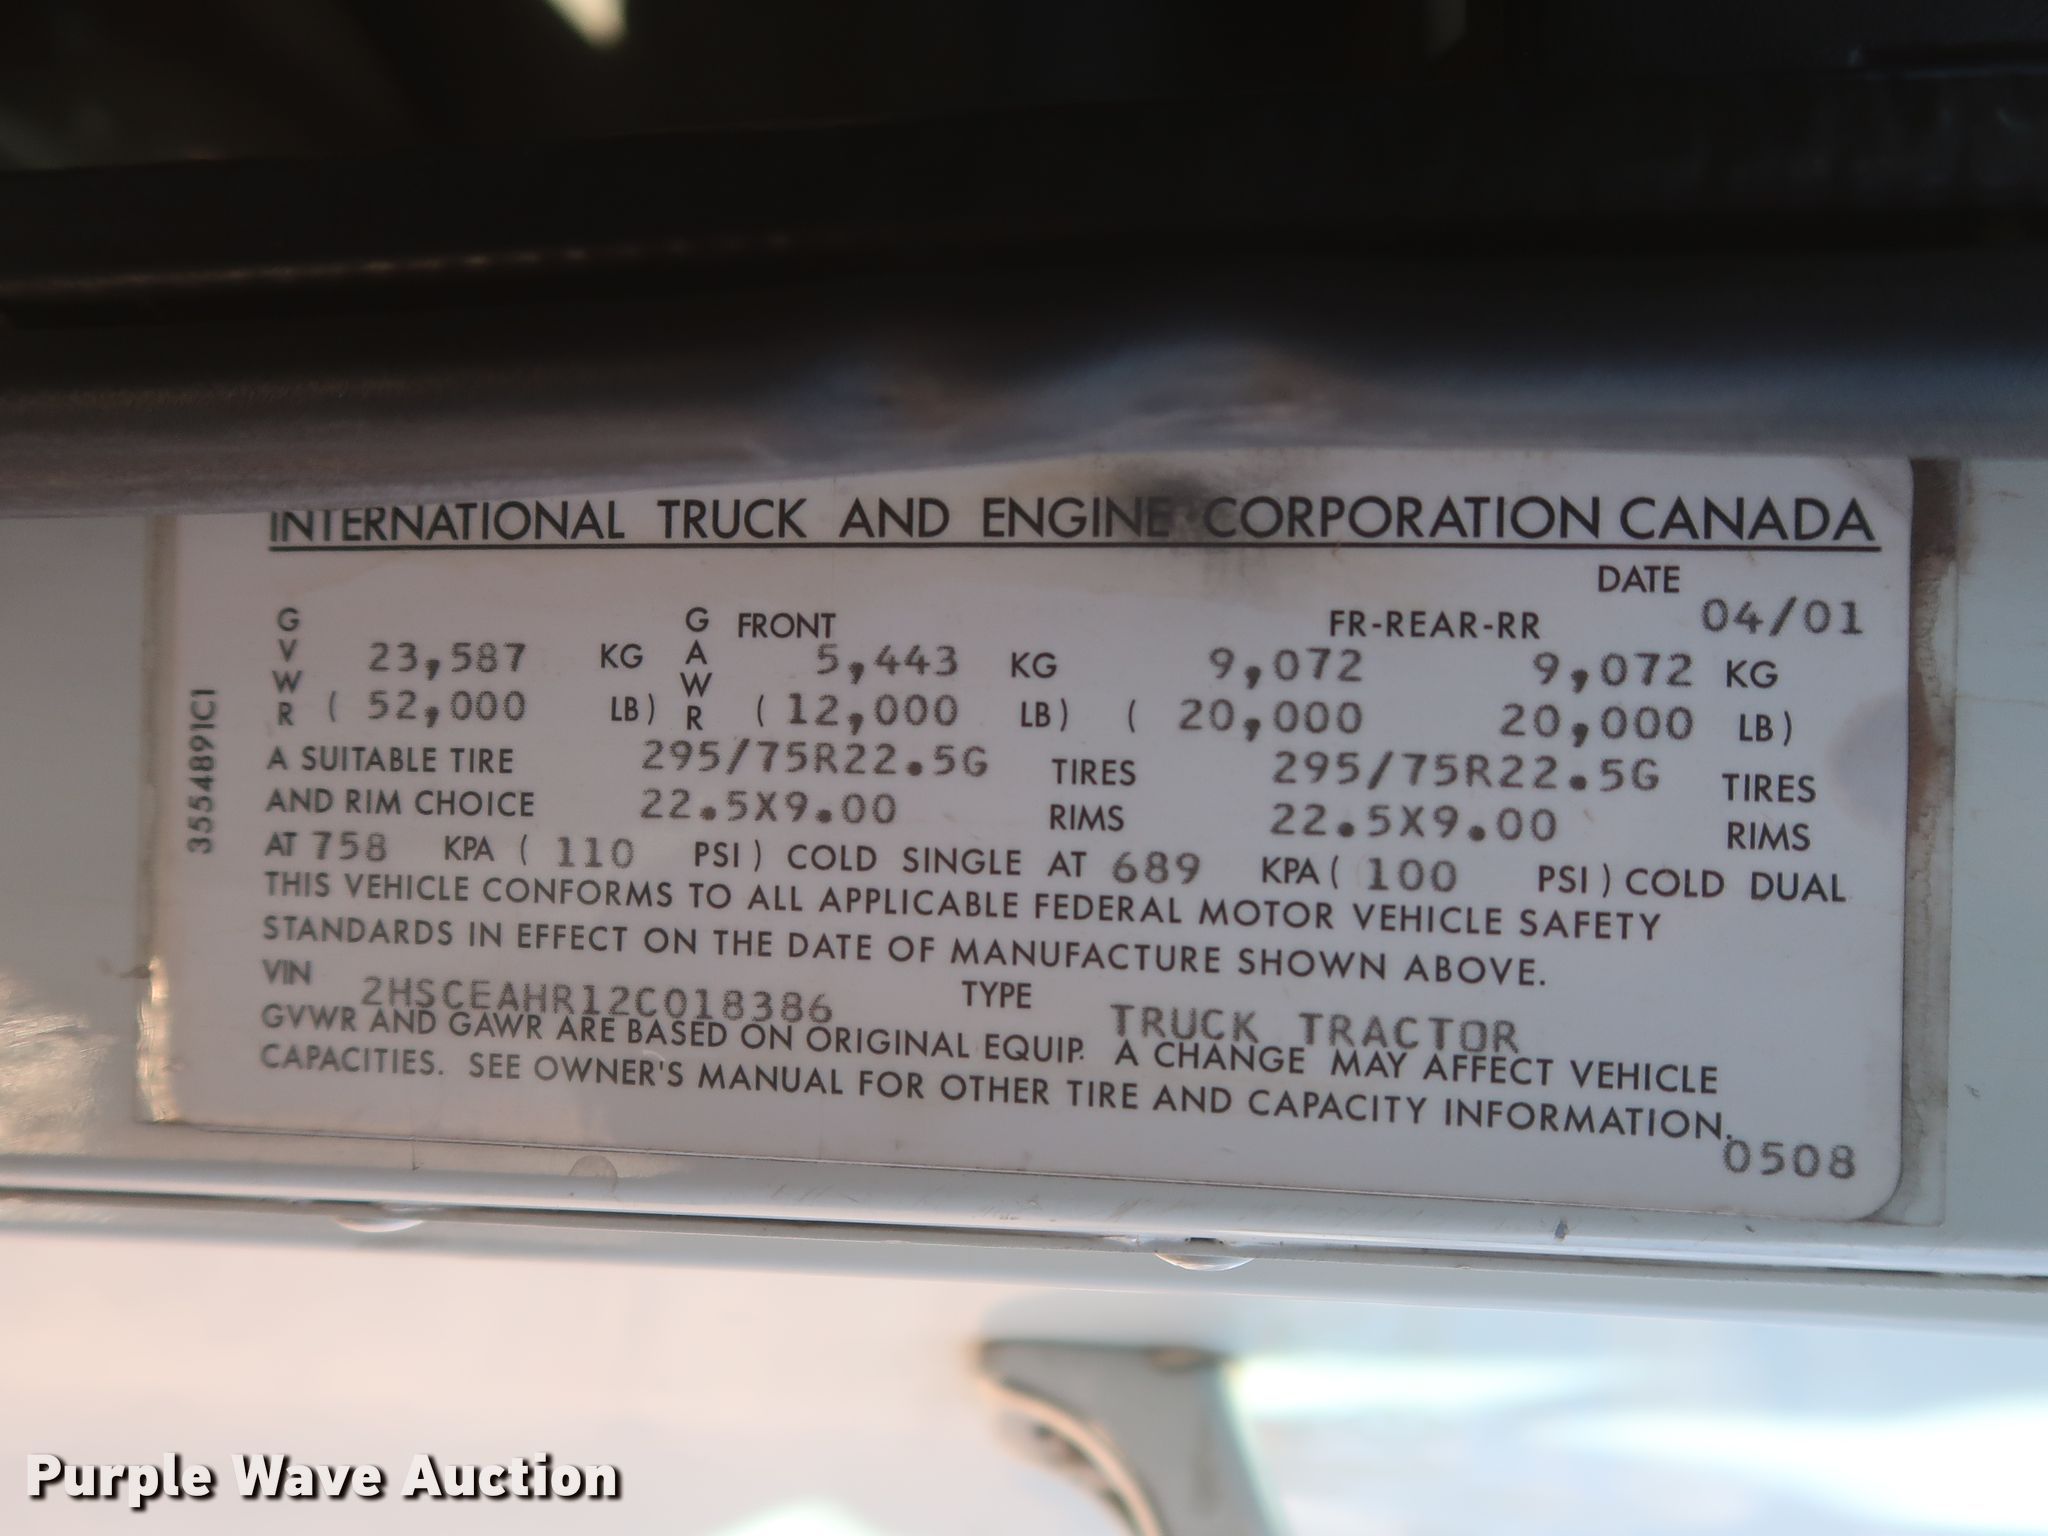 INTERNATIONAL TRUCK AND ENGINE CORPORATION CANADA
DATE 04/01
GVWR 23,587 KG GAWR FRONT 5,443 KG FR-REAR-RR 9,072 9,072 KG
( 52,000 LB) ( 12,000 LB) ( 20,000 20,000 LB)
A SUITABLE TIRE 295/75R22.5G TIRES 295/75R22.5G TIRES
AND RIM CHOICE 22.5X9.00 RIMS 22.5X9.00 RIMS
AT 758 KPA ( 110 PSI ) COLD SINGLE AT 689 KPA ( 100 PSI ) COLD DUAL
THIS VEHICLE CONFORMS TO ALL APPLICABLE FEDERAL MOTOR VEHICLE SAFETY
STANDARDS IN EFFECT ON THE DATE OF MANUFACTURE SHOWN ABOVE.
VIN 2HSCEAHR12C018386 TYPE TRUCK TRACTOR
GVWR AND GAWR ARE BASED ON ORIGINAL EQUIP. A CHANGE MAY AFFECT VEHICLE
CAPACITIES. SEE OWNER'S MANUAL FOR OTHER TIRE AND CAPACITY INFORMATION.
0508
3554891C1
Purple Wave Auction